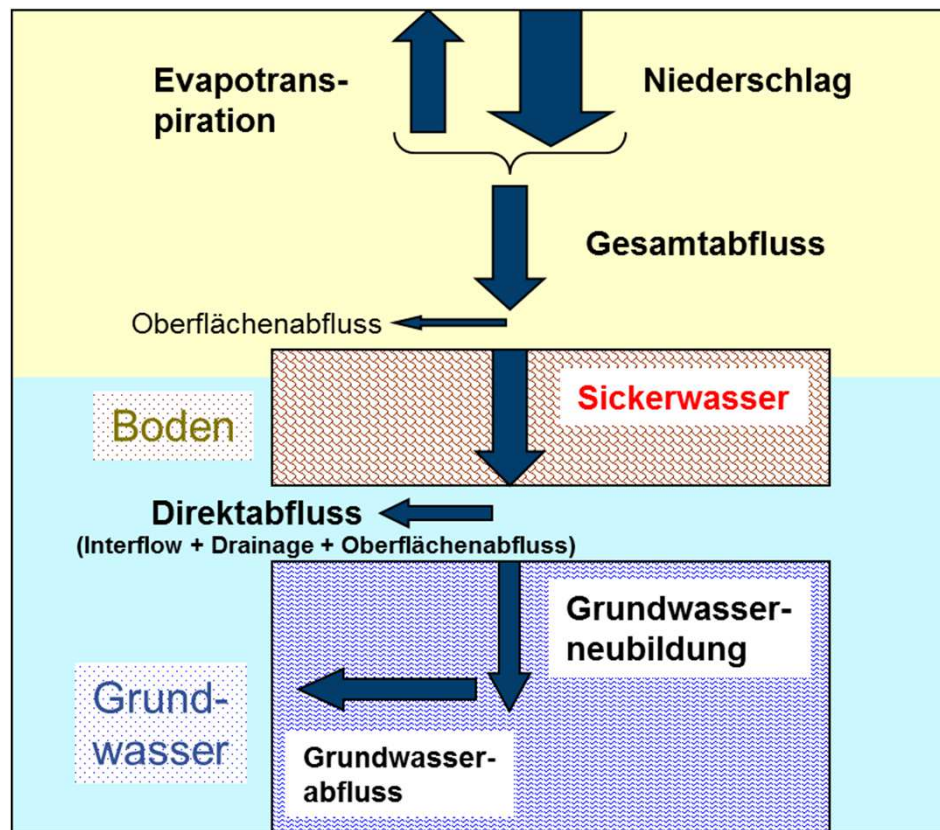 Evapotrans-
piration
Niederschlag
Gesamtabfluss
Oberflächenabfluss
Sickerwasser
Boden
Direktabfluss
(Interflow + Drainage + Oberflächenabfluss)
Grundwasser-
neubildung
Grund-
wasser
Grundwasser-
abfluss